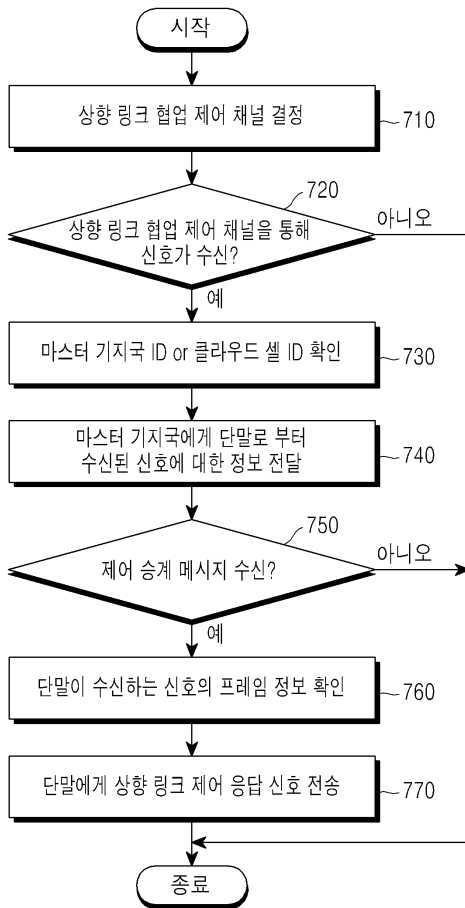 시작
상향 링크 협업 제어 채널 결정
710
720
상향 링크 협업 제어 채널을 통해
신호가 수신?
아니오
예
마스터 기지국 ID or 클라우드 셀 ID 확인
730
마스터 기지국에게 단말로 부터
수신된 신호에 대한 정보 전달
740
750
제어 승계 메시지 수신?
아니오
예
단말이 수신하는 신호의 프레임 정보 확인
760
단말에게 상향 링크 제어 응답 신호 전송
770
종료